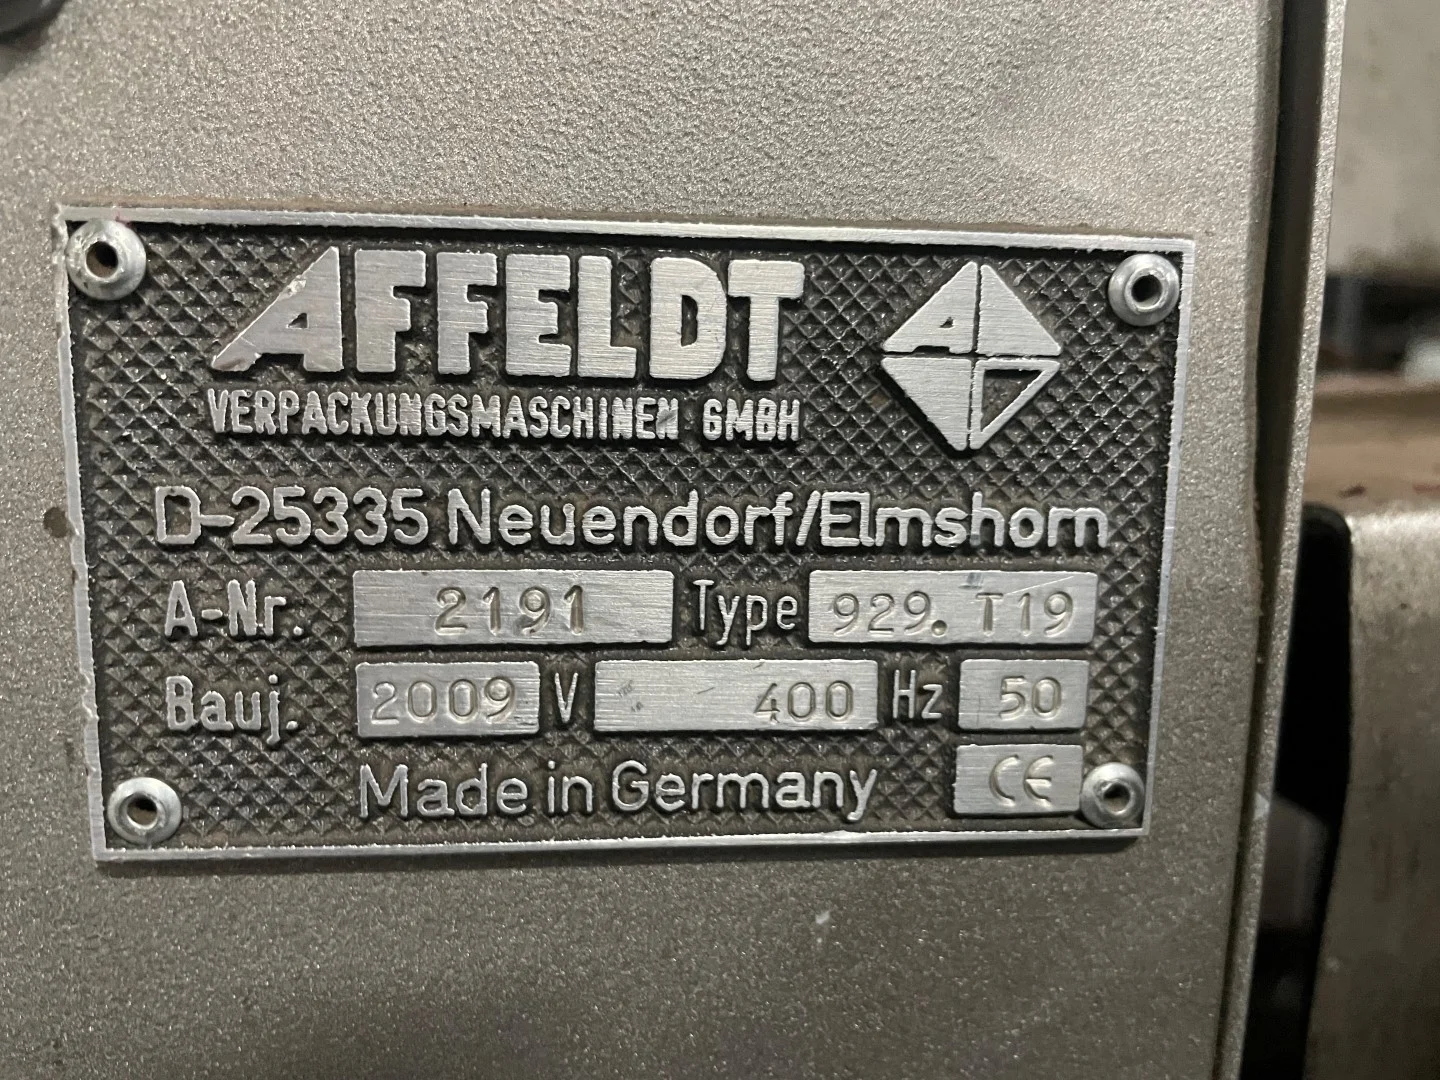 AFFELDT
VERPACKUNGSMASCHINEN GMBH
D-25335 Neuendorf/Elmshorn
A-Nr. 2191 Type 929. T19
Bauj. 2009 V 400 Hz 50
Made in Germany CE